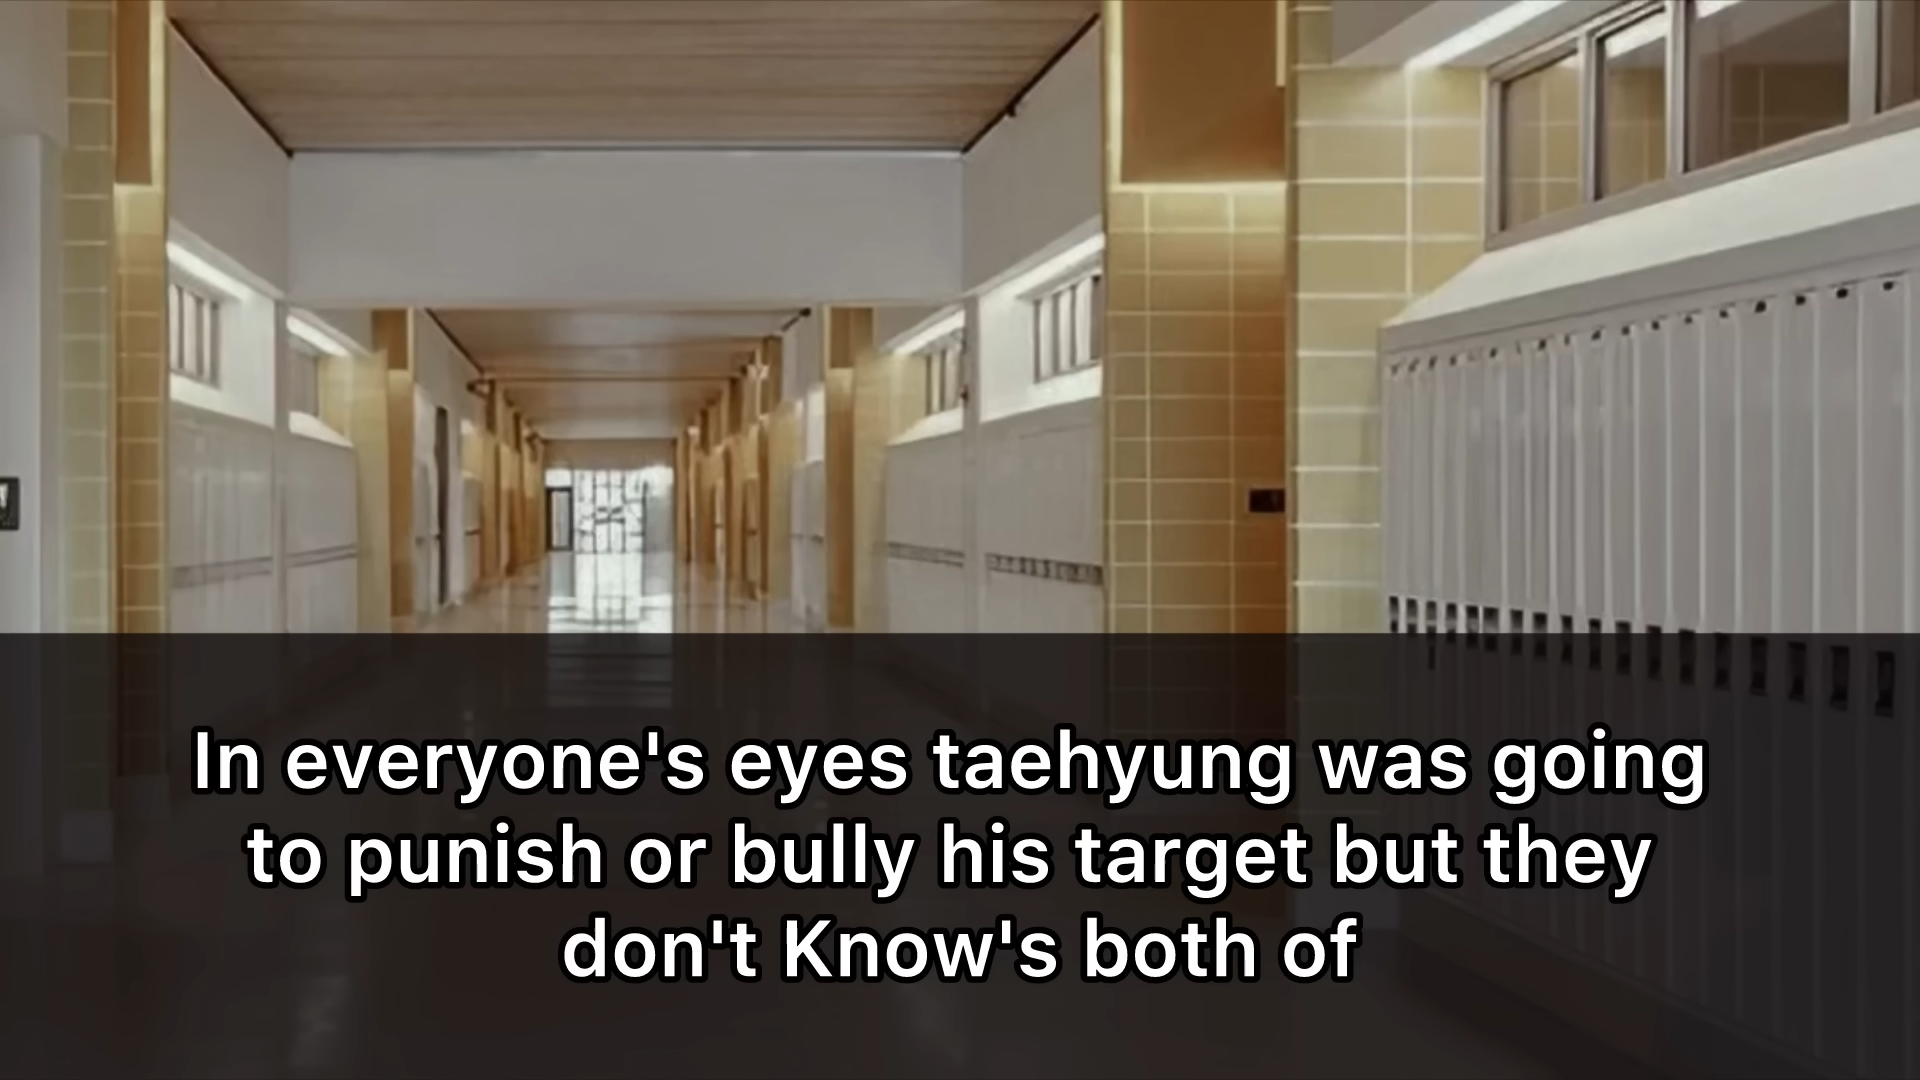 In everyone's eyes taehyung was going
to punish or bully his target but they
don't Know's both of